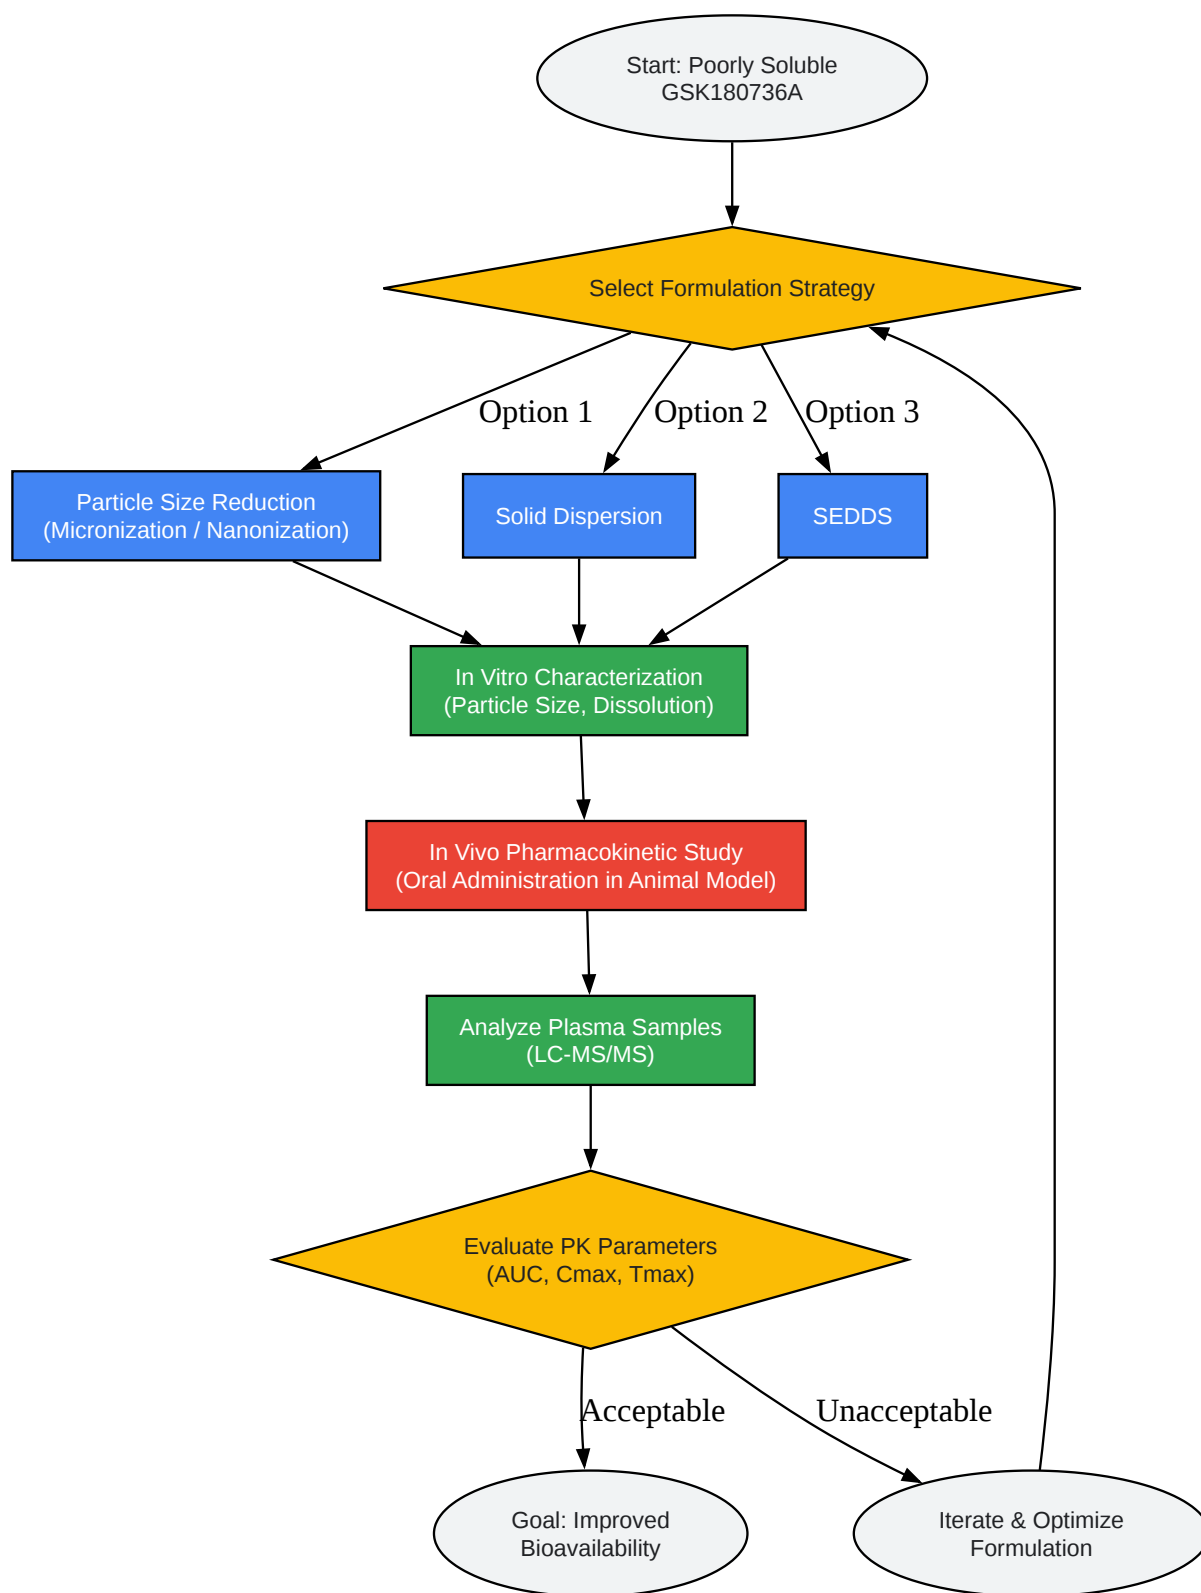 Start: Poorly Soluble
GSK180736A
Select Formulation Strategy
Option 1
Option 2
Option 3
Particle Size Reduction
(Micronization / Nanonization)
Solid Dispersion
SEDDS
In Vitro Characterization
(Particle Size, Dissolution)
In Vivo Pharmacokinetic Study
(Oral Administration in Animal Model)
Analyze Plasma Samples
(LC-MS/MS)
Evaluate PK Parameters
(AUC, Cmax, Tmax)
Acceptable
Unacceptable
Goal: Improved
Bioavailability
Iterate & Optimize
Formulation